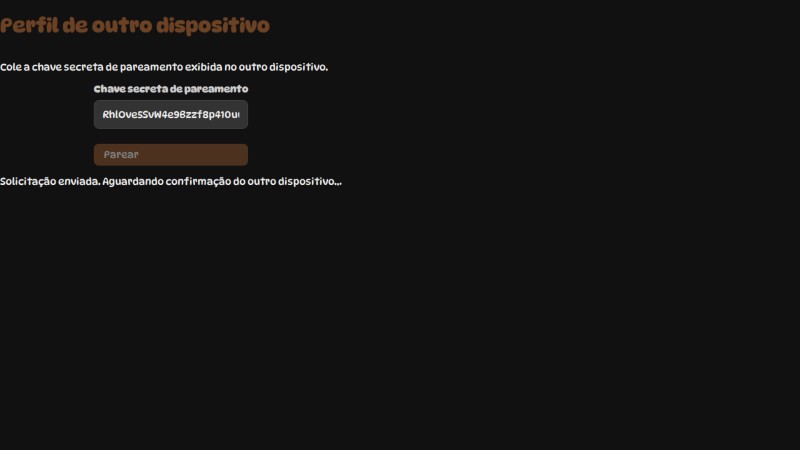 Perfil de outro dispositivo
Cole a chave secreta de pareamento exibida no outro dispositivo.
Chave secreta de pareamento
Parear
Solicitação enviada. Aguardando confirmação do outro dispositivo...